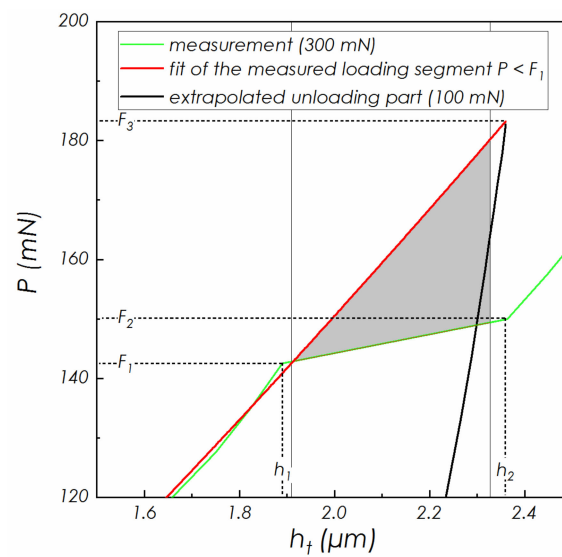 200
180
160
140
120
P (mN)
measurement (300 mN)
fit of the measured loading segment P < F₁
extrapolated unloading part (100 mN)
F₃
F₂
F₁
h₁
h₂
1.6
1.8
2.0
2.2
2.4
hₜ (μm)